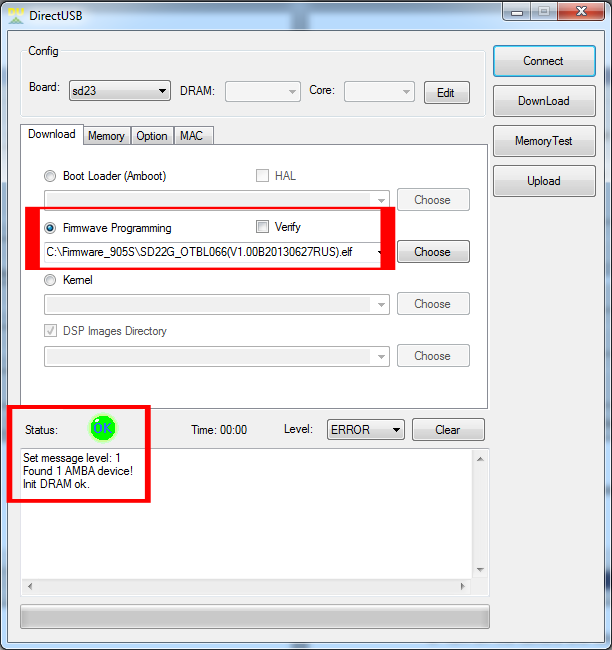 DU DirectUSB
Config
Connect
Board: sd23 DRAM: Core: Edit
DownLoad
Download Memory Option MAC
MemoryTest
Boot Loader (Amboot) HAL
Upload
Choose
Firmwave Programming Verify
C:\Firmware_905S\SD22G_OTBL066(V1.00B20130627RUS).elf Choose
Kernel
Choose
DSP Images Directory
Choose
Status: OK Time: 00:00 Level: ERROR Clear
Set message level: 1
Found 1 AMBA device!
Init DRAM ok.